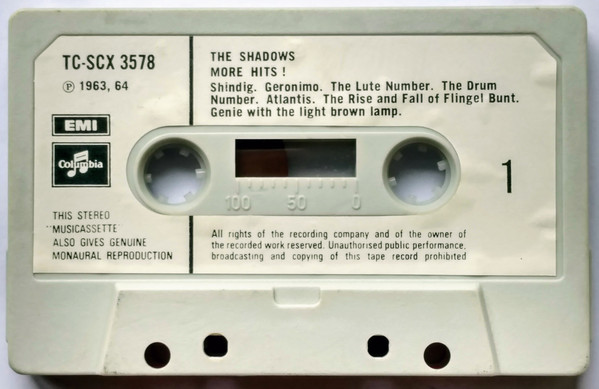 TC-SCX 3578
℗ 1963, 64
EMI
Columbia
THIS STEREO
"MUSICASSETTE"
ALSO GIVES GENUINE
MONAURAL REPRODUCTION
THE SHADOWS
MORE HITS !
Shindig. Geronimo. The Lute Number. The Drum
Number. Atlantis. The Rise and Fall of Flingel Bunt.
Genie with the light brown lamp.
100 50 0
1
All rights of the recording company and of the owner of
the recorded work reserved. Unauthorised public performance,
broadcasting and copying of this tape record prohibited